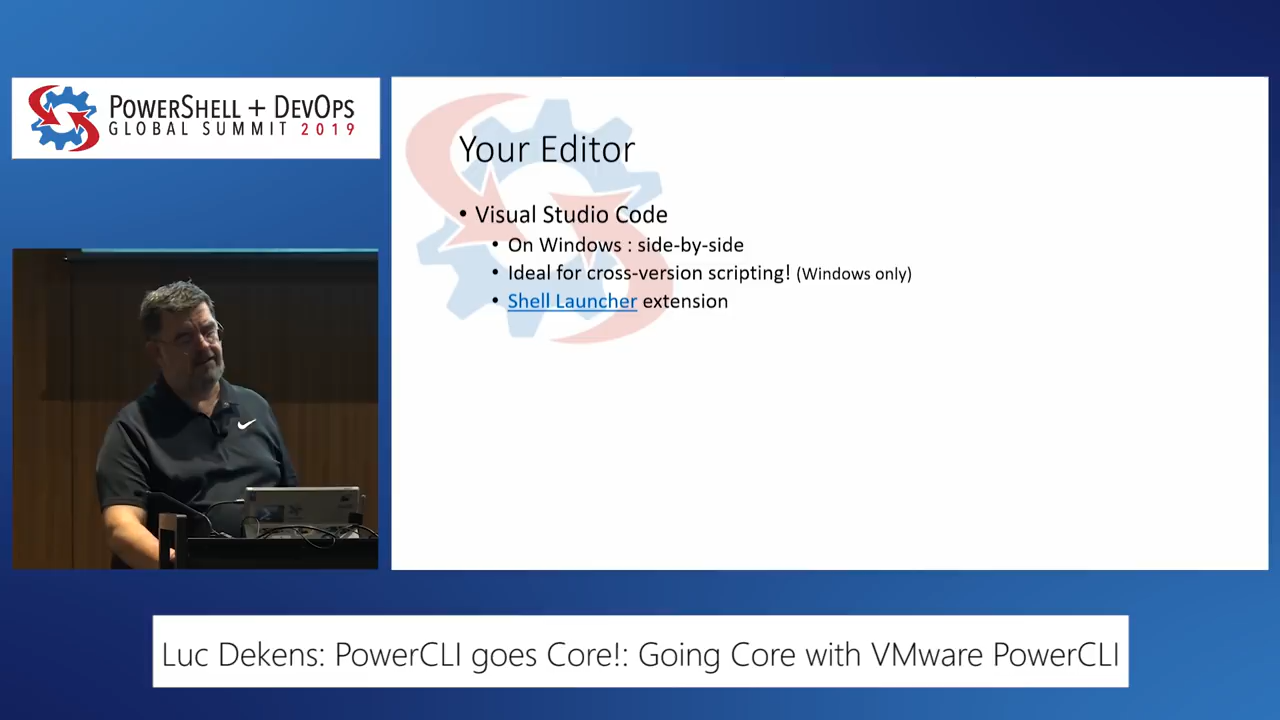 POWERSHELL + DEVOPS
GLOBAL SUMMIT 2019
Your Editor
• Visual Studio Code
• On Windows : side-by-side
• Ideal for cross-version scripting! (Windows only)
• Shell Launcher extension
Luc Dekens: PowerCLI goes Core!: Going Core with VMware PowerCLI